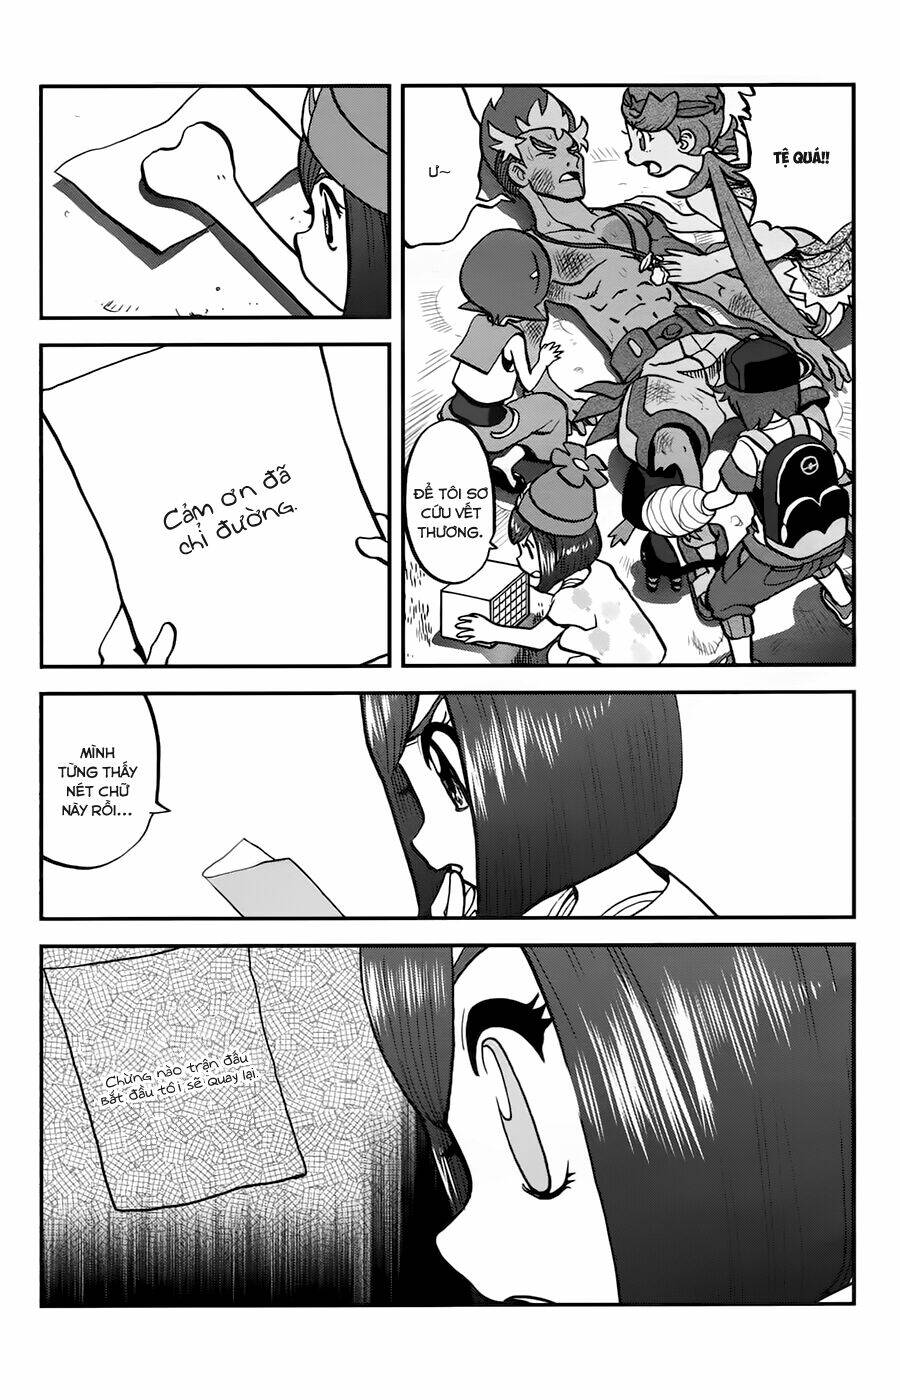 TỆ QUÁ!!
Ư~
ĐỂ TÔI SƠ
CỨU VẾT
THƯƠNG.
Cảm ơn đã
chỉ đường.
MÌNH
TỪNG THẤY
NÉT CHỮ
NÀY RỒI...
Chừng nào trận đấu
Bắt đầu tôi sẽ quay lại.